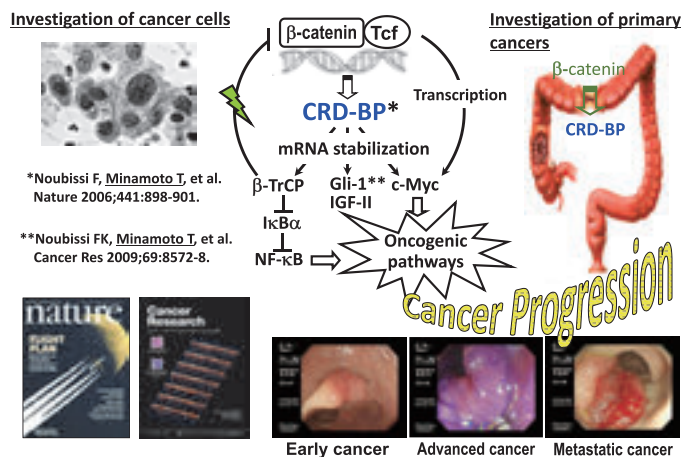 Investigation of cancer cells
β-catenin
Tcf
Investigation of primary
cancers
β-catenin
CRD-BP
CRD-BP*
Transcription
mRNA stabilization
*Noubissi F, Minamoto T, et al.
Nature 2006;441:898-901.
**Noubissi FK, Minamoto T, et al.
Cancer Res 2009;69:8572-8.
β-TrCP
Gli-1**
IGF-II
c-Myc
IκBα
NF-κB
Oncogenic
pathways
Cancer Progression
nature
FLIGHT
PLAN
Cancer
Research
Early cancer
Advanced cancer
Metastatic cancer